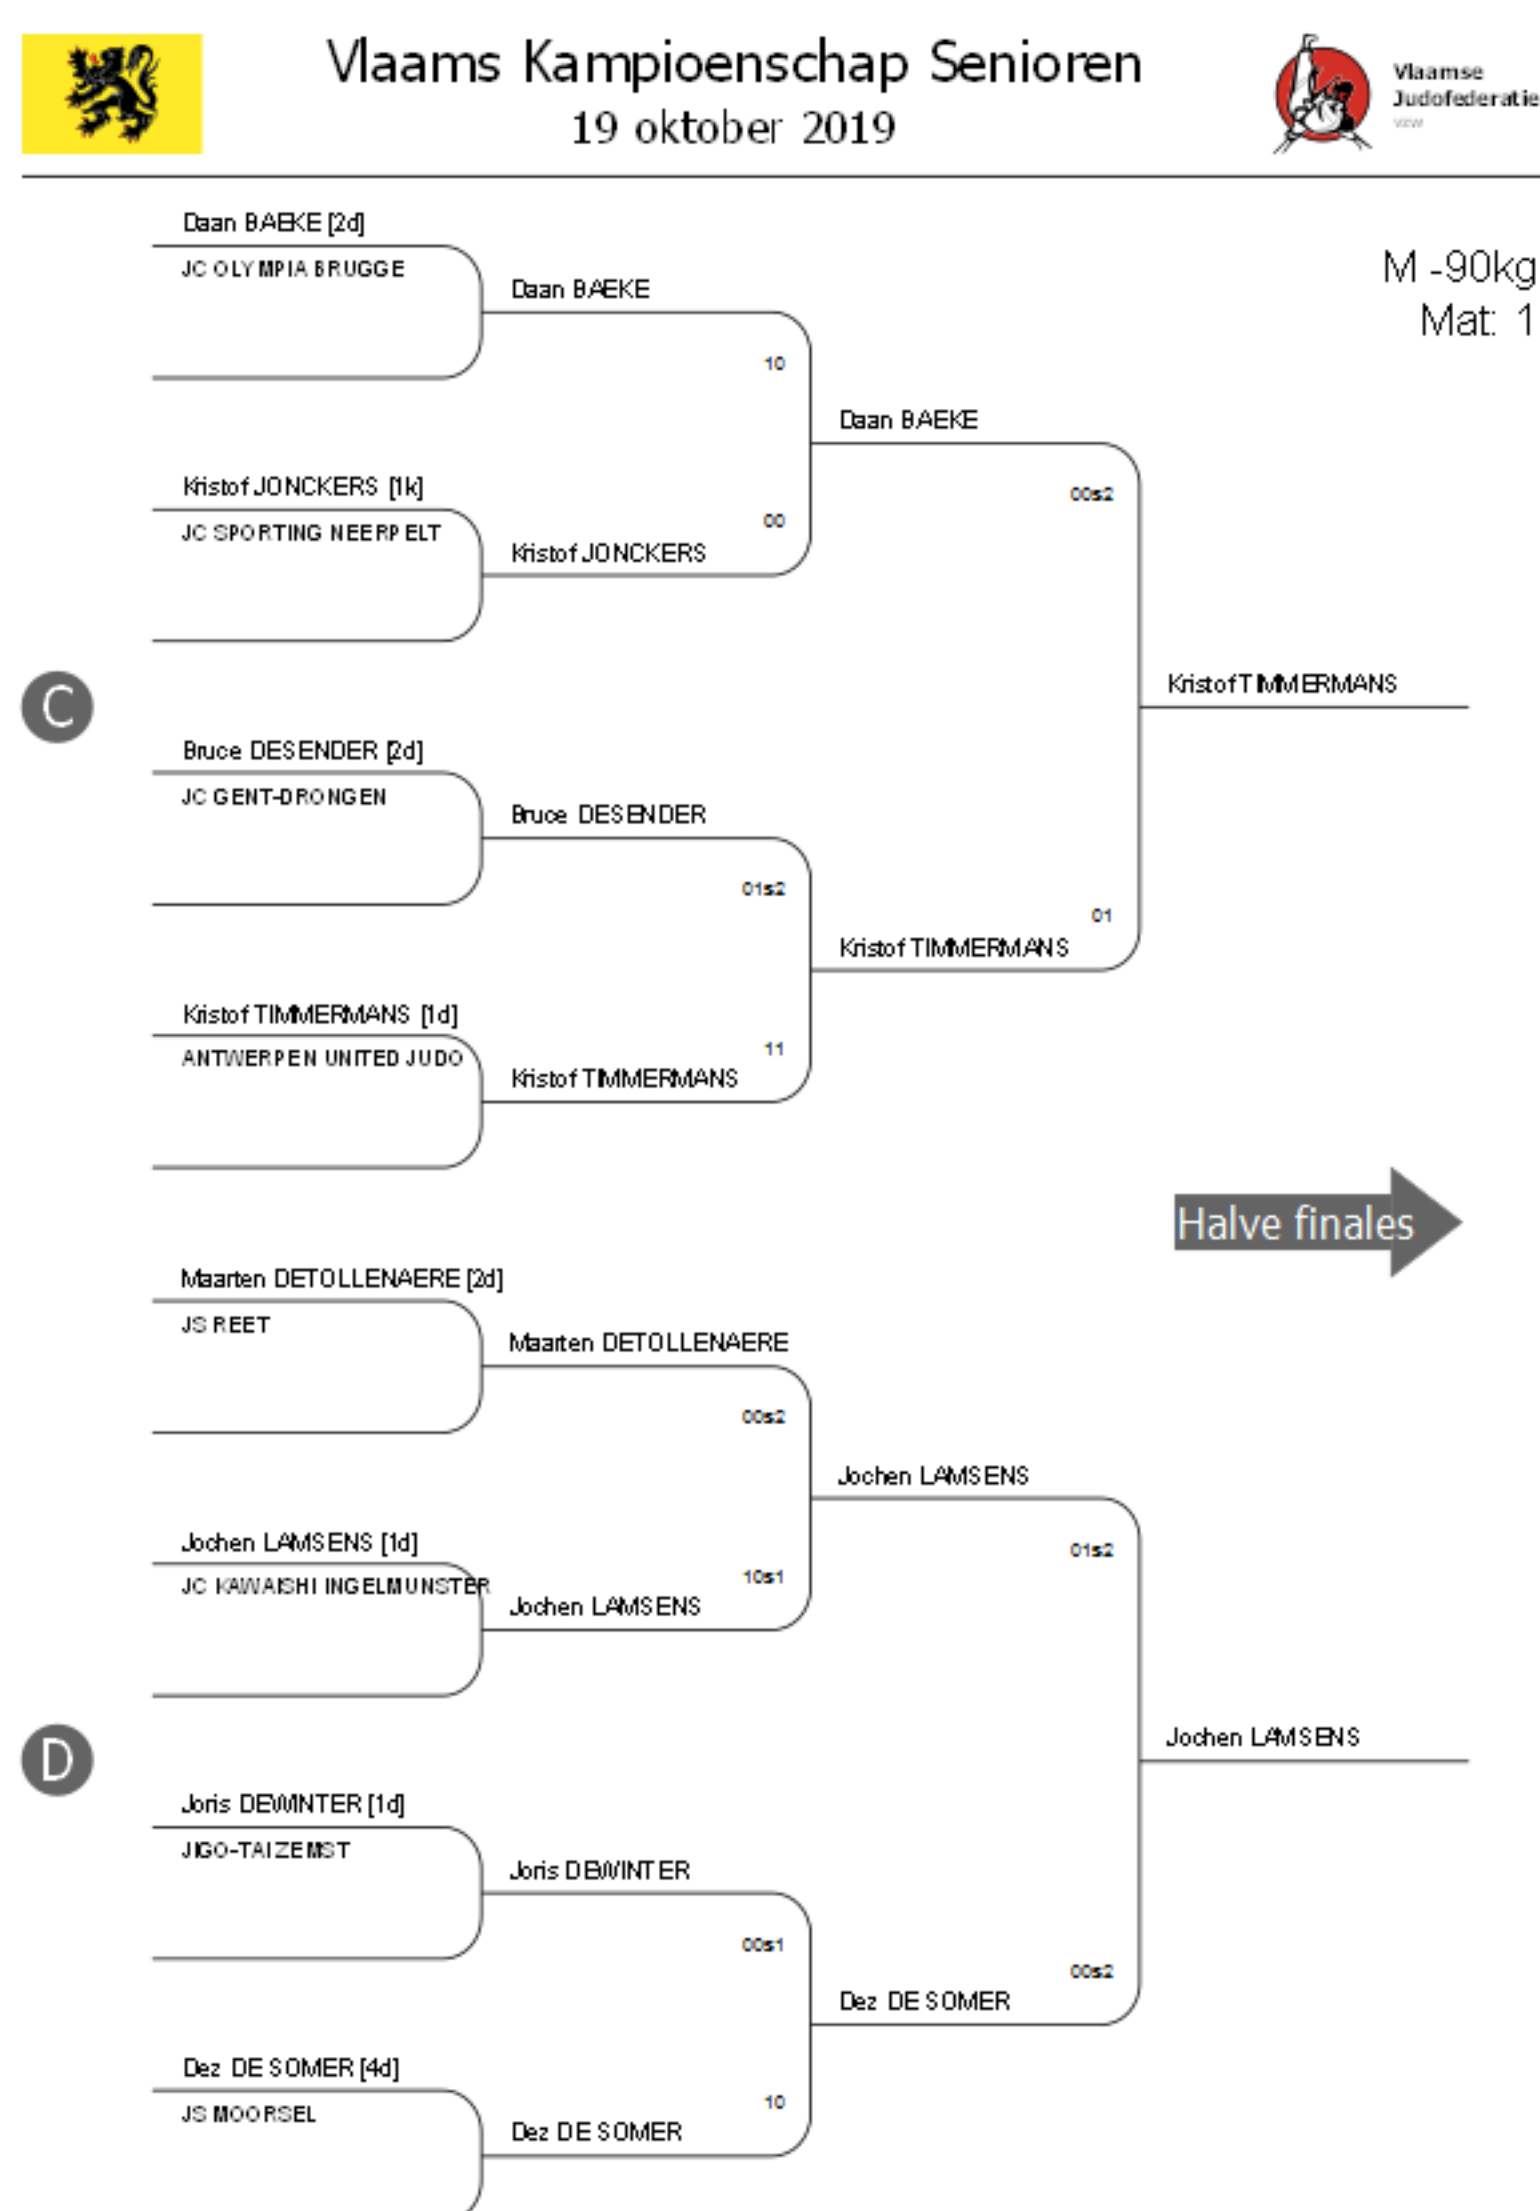 Vlaams Kampioenschap Senioren
19 oktober 2019
Vlaamse
Judofederatie
vzw
M -90kg
Mat: 1
Daan BAEKE [2d]
JC OLYMPIA BRUGGE
Daan BAEKE
10
Daan BAEKE
Kristof JONCKERS [1k]
JC SPORTING NEERPELT
00
Kristof JONCKERS
00s2
C
Kristof TIMMERMANS
Bruce DESENDER [2d]
JC GENT-DRONGEN
Bruce DESENDER
01s2
01
Kristof TIMMERMANS
Kristof TIMMERMANS [1d]
ANTWERPEN UNITED JUDO
11
Kristof TIMMERMANS
Halve finales
Maarten DETOLLENAERE [2d]
JS REET
Maarten DETOLLENAERE
00s2
Jochen LAMSENS
Jochen LAMSENS [1d]
JC KAWAISHI INGELMUNSTER
10s1
Jochen LAMSENS
01s2
D
Jochen LAMSENS
Joris DEWINTER [1d]
JIGO-TAI ZEMST
Joris DEWINTER
00s1
00s2
Dez DE SOMER
Dez DE SOMER [4d]
JS MOORSEL
10
Dez DE SOMER